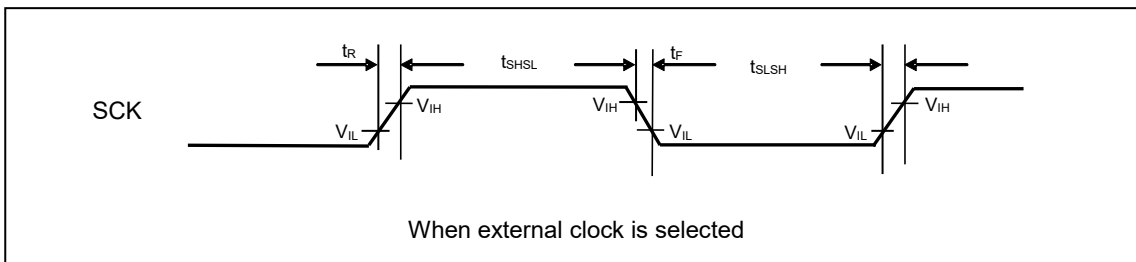 tR tSHSL tF tSLSH
SCK VIH VIH VIH
VIL VIL VIL
When external clock is selected